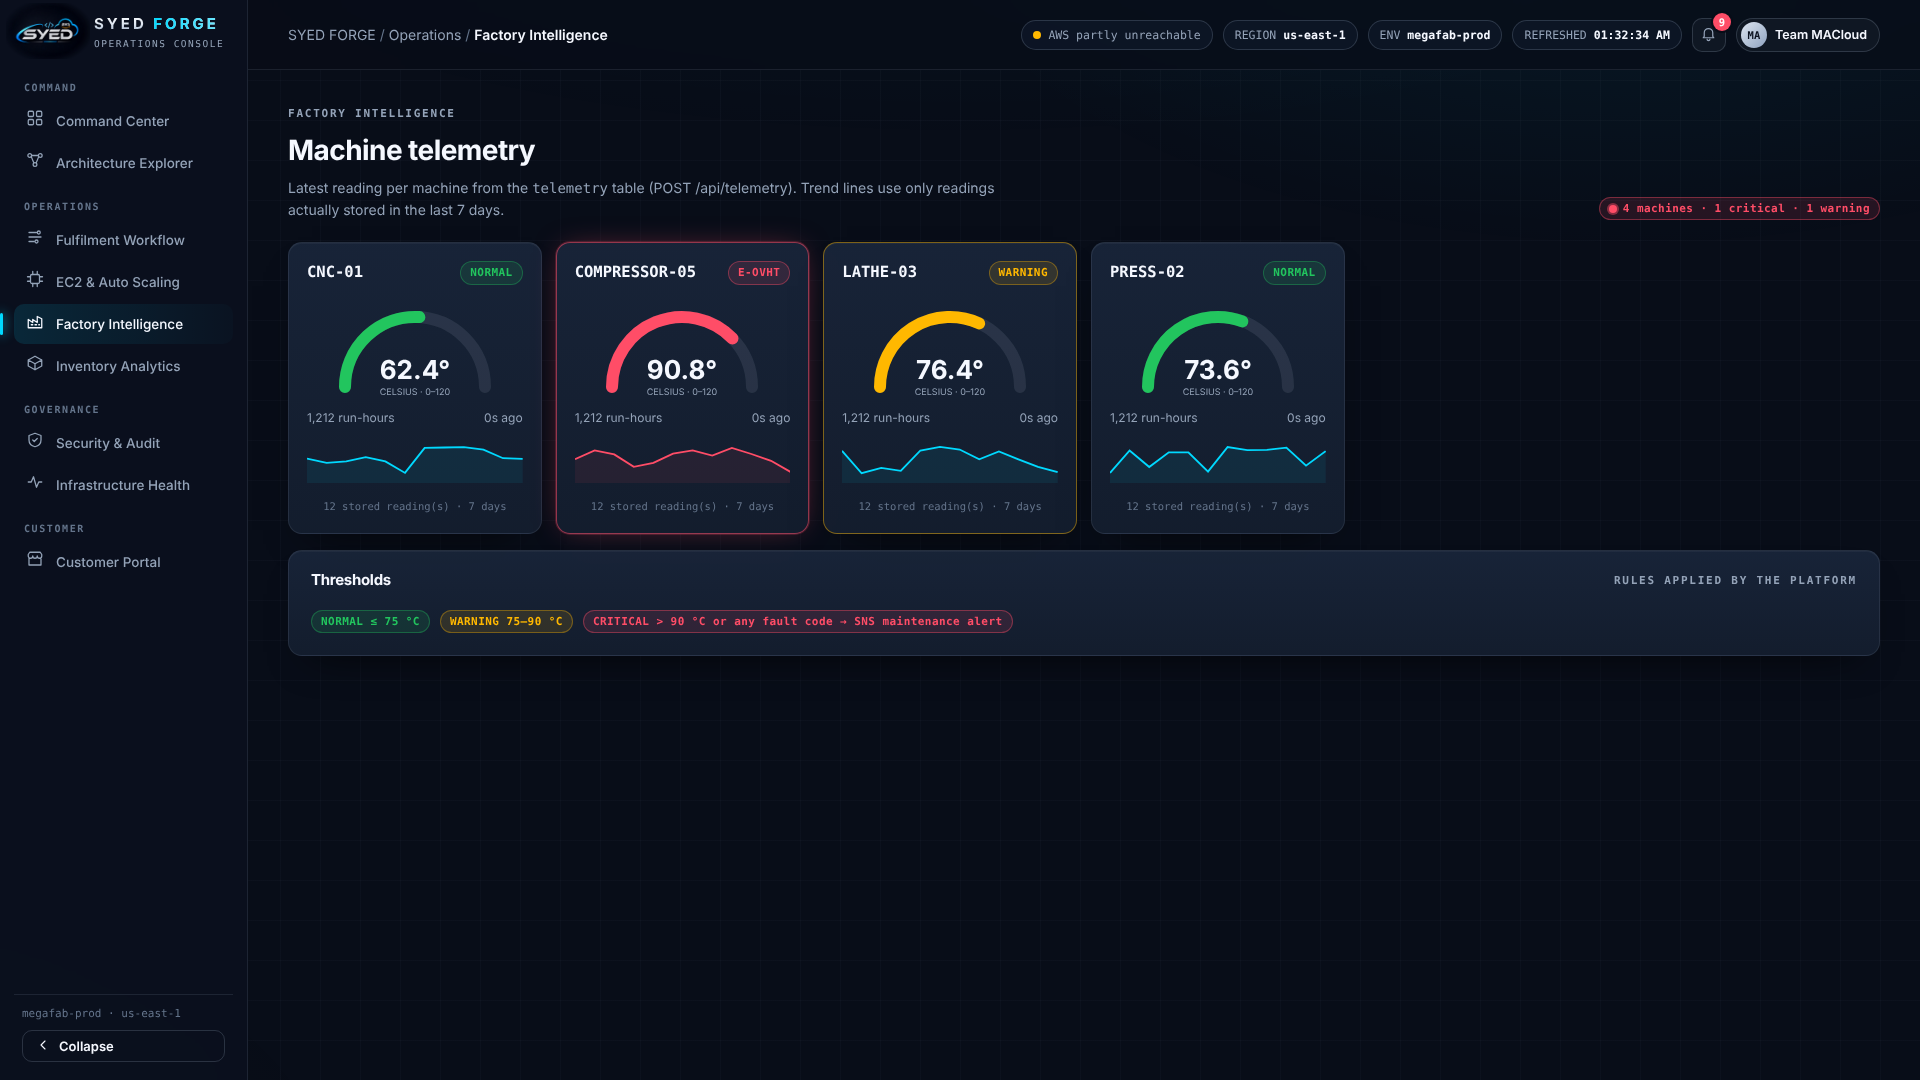 SYED FORGE
OPERATIONS CONSOLE
COMMAND
Command Center
Architecture Explorer
OPERATIONS
Fulfilment Workflow
EC2 & Auto Scaling
Factory Intelligence
Inventory Analytics
GOVERNANCE
Security & Audit
Infrastructure Health
CUSTOMER
Customer Portal
megafab-prod · us-east-1
Collapse
SYED FORGE / Operations / Factory Intelligence
AWS partly unreachable
REGION us-east-1
ENV megafab-prod
REFRESHED 01:32:34 AM
9
MA
Team MACloud
FACTORY INTELLIGENCE
Machine telemetry
Latest reading per machine from the telemetry table (POST /api/telemetry). Trend lines use only readings
actually stored in the last 7 days.
4 machines · 1 critical · 1 warning
CNC-01
NORMAL
62.4°
CELSIUS · 0–120
1,212 run-hours
0s ago
12 stored reading(s) · 7 days
COMPRESSOR-05
E-OVHT
90.8°
CELSIUS · 0–120
1,212 run-hours
0s ago
12 stored reading(s) · 7 days
LATHE-03
WARNING
76.4°
CELSIUS · 0–120
1,212 run-hours
0s ago
12 stored reading(s) · 7 days
PRESS-02
NORMAL
73.6°
CELSIUS · 0–120
1,212 run-hours
0s ago
12 stored reading(s) · 7 days
Thresholds
RULES APPLIED BY THE PLATFORM
NORMAL ≤ 75 °C
WARNING 75–90 °C
CRITICAL > 90 °C or any fault code → SNS maintenance alert